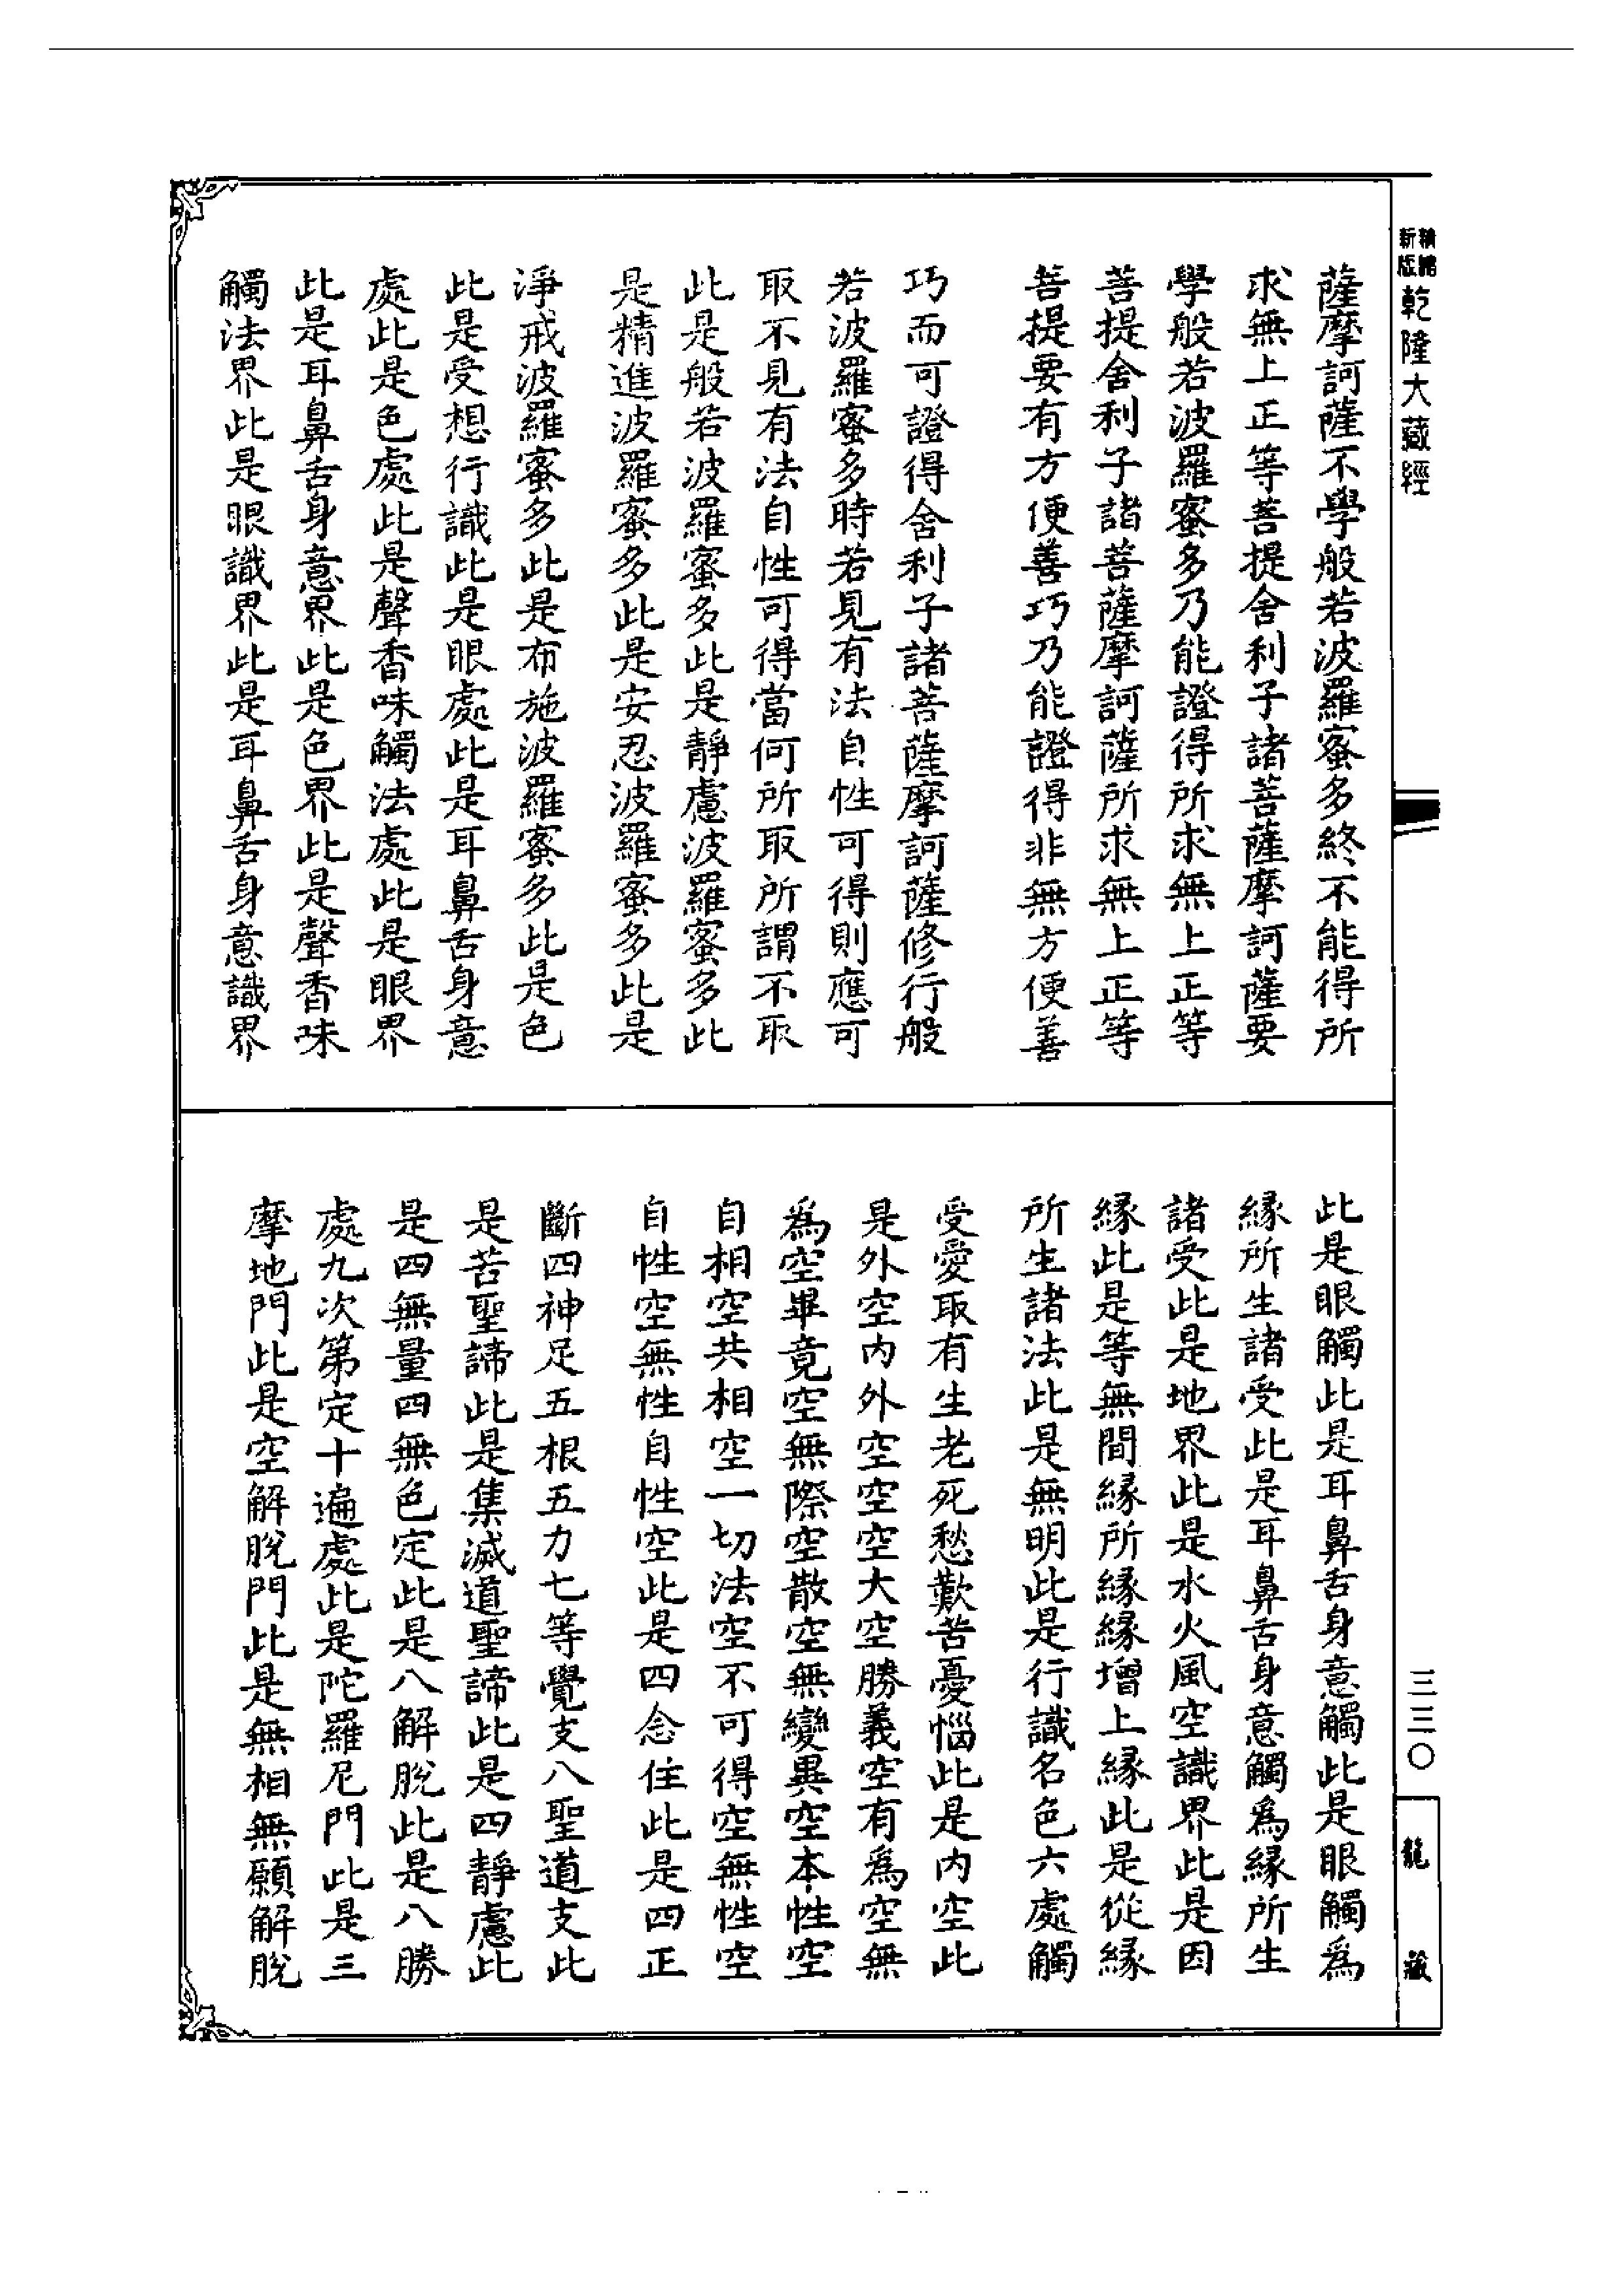 新版精縮乾隆大藏經
薩摩訶薩不學般若波羅蜜多終不能得所
求無上正等菩提舍利子諸菩薩摩訶薩要
學般若波羅蜜多乃能證得所求無上正等
菩提舍利子諸菩薩摩訶薩所求無上正等
菩提要有方便善巧乃能證得非無方便善
巧而可證得舍利子諸菩薩摩訶薩修行般
若波羅蜜多時若見有法自性可得則應可
取不見有法自性可得當何所取所謂不取
此是般若波羅蜜多此是靜慮波羅蜜多此
是精進波羅蜜多此是安忍波羅蜜多此是
淨戒波羅蜜多此是布施波羅蜜多此是色
此是受想行識此是眼處此是耳鼻舌身意
處此是色處此是聲香味觸法處此是眼界
此是耳鼻舌身意界此是色界此是聲香味
觸法界此是眼識界此是耳鼻舌身意識界
此是眼觸此是耳鼻舌身意觸此是眼觸為
緣所生諸受此是耳鼻舌身意觸為緣所生
諸受此是地界此是水火風空識界此是因
緣此是等無間緣所緣緣增上緣此是從緣
所生諸法此是無明此是行識名色六處觸
受愛取有生老死愁歎苦憂惱此是內空此
是外空內外空空空大空勝義空有為空無
為空畢竟空無際空散空無變異空本性空
自相空共相空一切法空不可得空無性空
自性空無性自性空此是四念住此是四正
斷四神足五根五力七等覺支八聖道支此
是苦聖諦此是集滅道聖諦此是四靜慮此
是四無量四無色定此是八解脫此是八勝
處九次第定十遍處此是陀羅尼門此是三
摩地門此是空解脫門此是無相無願解脫
三三〇
龍藏